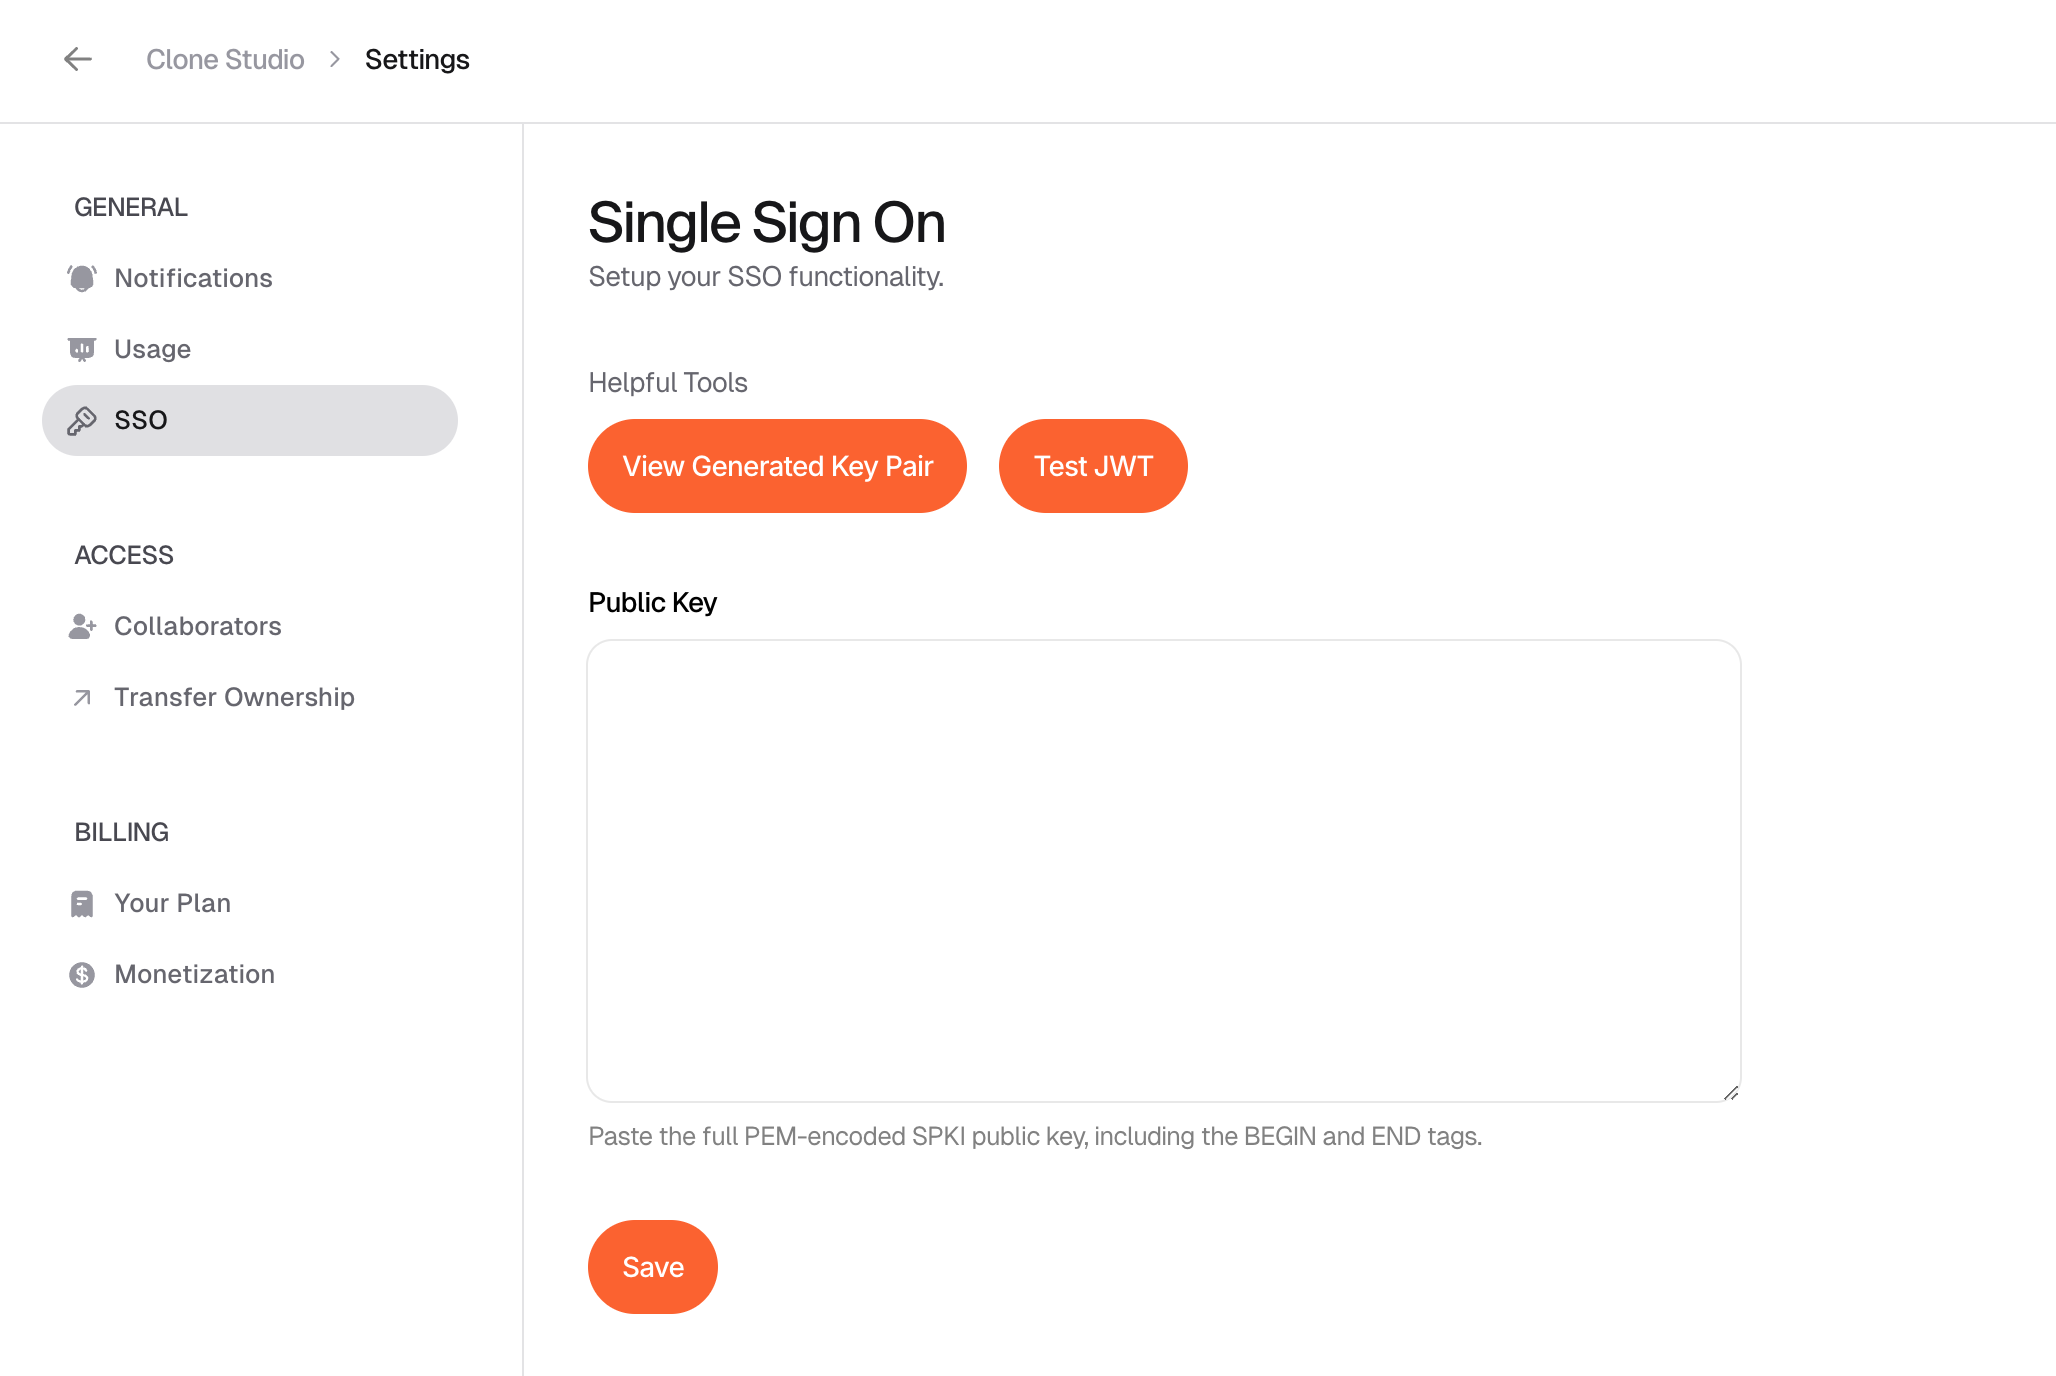 Clone Studio > Settings
GENERAL
Notifications
Usage
SSO
ACCESS
Collaborators
Transfer Ownership
BILLING
Your Plan
Monetization
Single Sign On
Setup your SSO functionality.
Helpful Tools
View Generated Key Pair
Test JWT
Public Key
Paste the full PEM-encoded SPKI public key, including the BEGIN and END tags.
Save